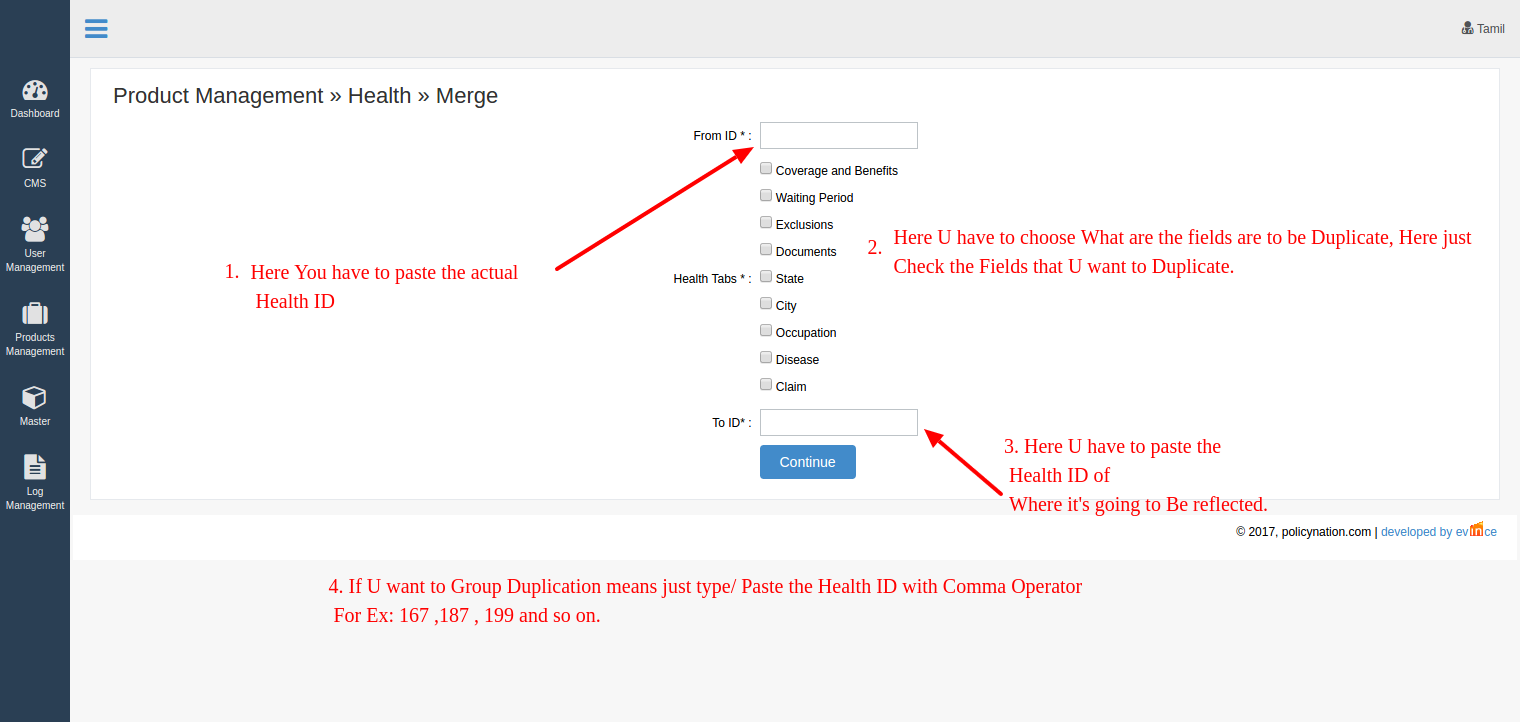 Tamil
Dashboard
CMS
User
Management
Products
Management
Master
Log
Management
Product Management » Health » Merge
From ID * :
Coverage and Benefits
Waiting Period
Exclusions
Documents
Health Tabs * :
State
City
Occupation
Disease
Claim
To ID* :
Continue
1. Here You have to paste the actual
Health ID
2. Here U have to choose What are the fields are to be Duplicate, Here just
Check the Fields that U want to Duplicate.
3. Here U have to paste the
Health ID of
Where it's going to Be reflected.
© 2017, policynation.com | developed by evince
4. If U want to Group Duplication means just type/ Paste the Health ID with Comma Operator
For Ex: 167 ,187 , 199 and so on.